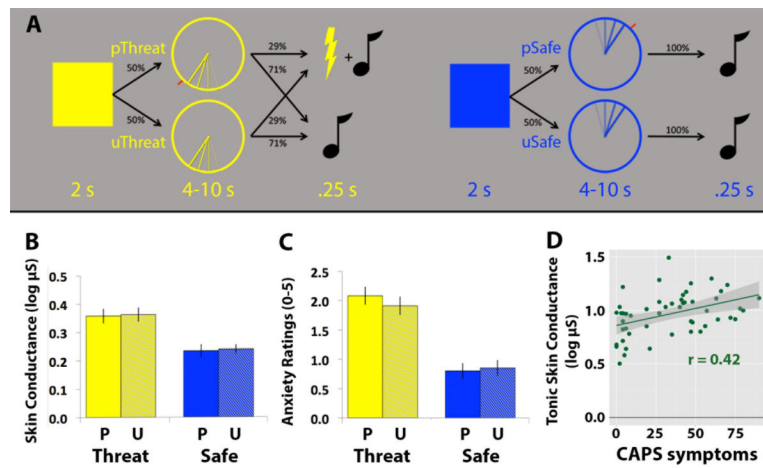 A
pThreat
50%
50%
uThreat
29%
71%
29%
71%
+
2 s
4-10 s
.25 s
pSafe
50%
50%
uSafe
100%
100%
2 s
4-10 s
.25 s
B
Skin Conductance (log µS)
0.5
0.4
0.3
0.2
0.1
0.0
P U P U
Threat Safe
C
Anxiety Ratings (0-5)
2.5
2.0
1.5
1.0
0.5
0.0
P U P U
Threat Safe
D
Tonic Skin Conductance
(log µS)
1.5
1.0
0.5
0.0
r = 0.42
0 25 50 75
CAPS symptoms